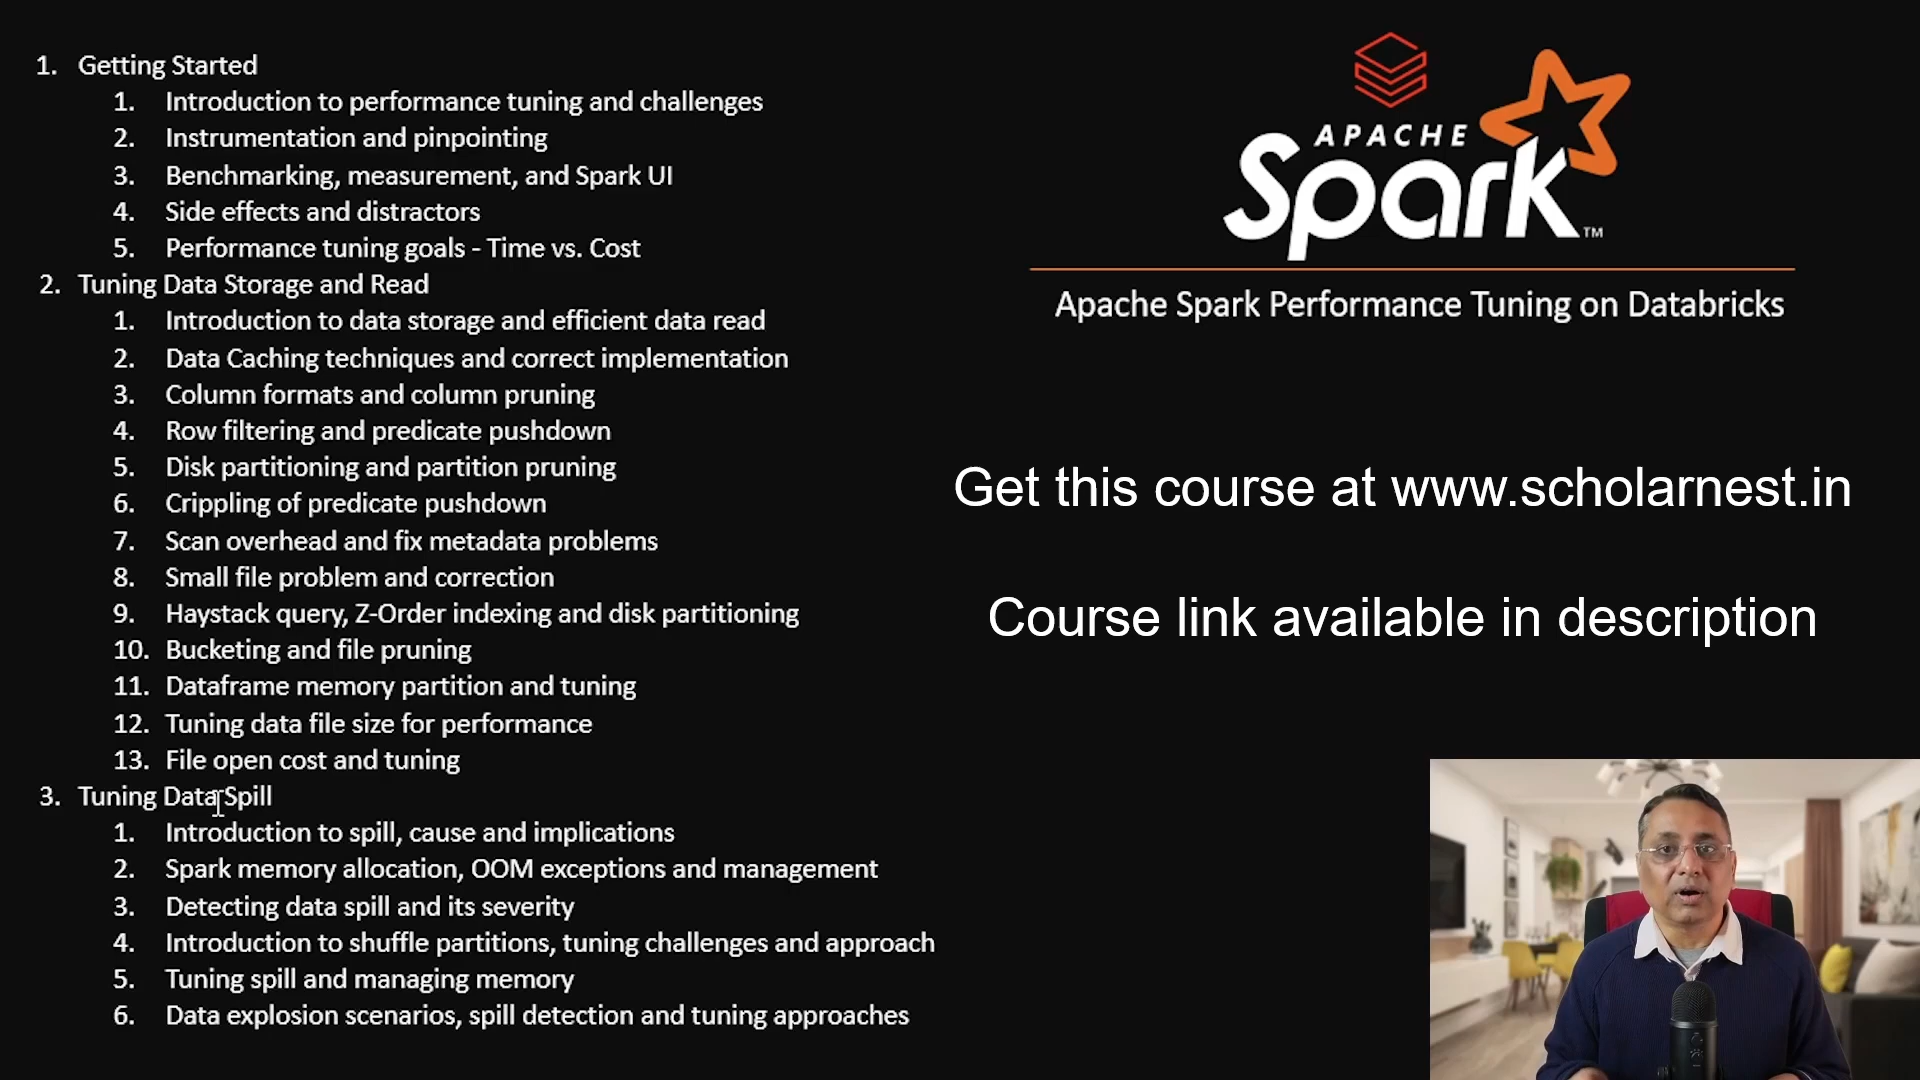 1. Getting Started
1. Introduction to performance tuning and challenges
2. Instrumentation and pinpointing
3. Benchmarking, measurement, and Spark UI
4. Side effects and distractors
5. Performance tuning goals - Time vs. Cost
2. Tuning Data Storage and Read
1. Introduction to data storage and efficient data read
2. Data Caching techniques and correct implementation
3. Column formats and column pruning
4. Row filtering and predicate pushdown
5. Disk partitioning and partition pruning
6. Crippling of predicate pushdown
7. Scan overhead and fix metadata problems
8. Small file problem and correction
9. Haystack query, Z-Order indexing and disk partitioning
10. Bucketing and file pruning
11. Dataframe memory partition and tuning
12. Tuning data file size for performance
13. File open cost and tuning
3. Tuning Data Spill
1. Introduction to spill, cause and implications
2. Spark memory allocation, OOM exceptions and management
3. Detecting data spill and its severity
4. Introduction to shuffle partitions, tuning challenges and approach
5. Tuning spill and managing memory
6. Data explosion scenarios, spill detection and tuning approaches
APACHE
Spark™
Apache Spark Performance Tuning on Databricks
Get this course at www.scholarnest.in
Course link available in description